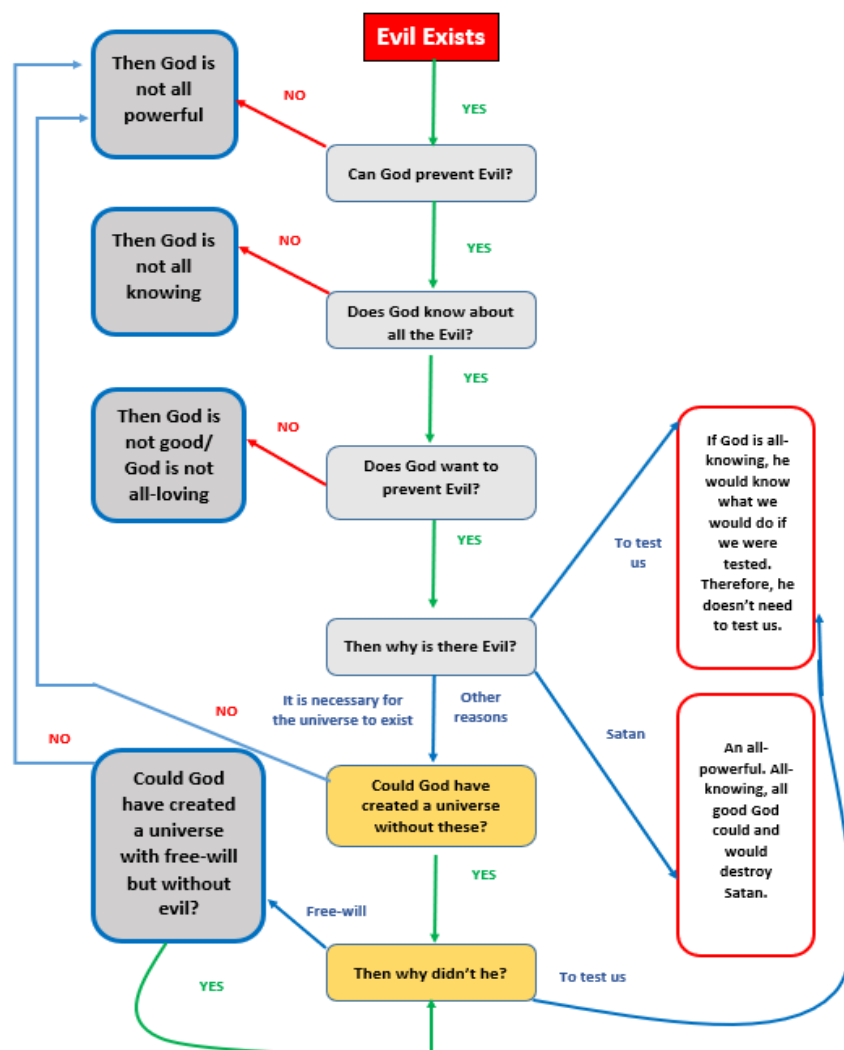 Evil Exists
Then God is
not all
powerful
NO
YES
Can God prevent Evil?
Then God is
not all
knowing
NO
YES
Does God know about
all the Evil?
YES
Then God is
not good/
God is not
all-loving
NO
Does God want to
prevent Evil?
If God is all-
knowing, he
would know
what we
would do if
we were
tested.
Therefore, he
doesn’t need
to test us.
YES
To test
us
Then why is there Evil?
It is necessary for
the universe to exist
Other
reasons
NO
Satan
NO
Could God
have created
a universe
with free-will
but without
evil?
Could God have
created a universe
without these?
An all-
powerful. All-
knowing, all
good God
could and
would
destroy
Satan.
YES
Free-will
Then why didn’t he?
To test us
YES